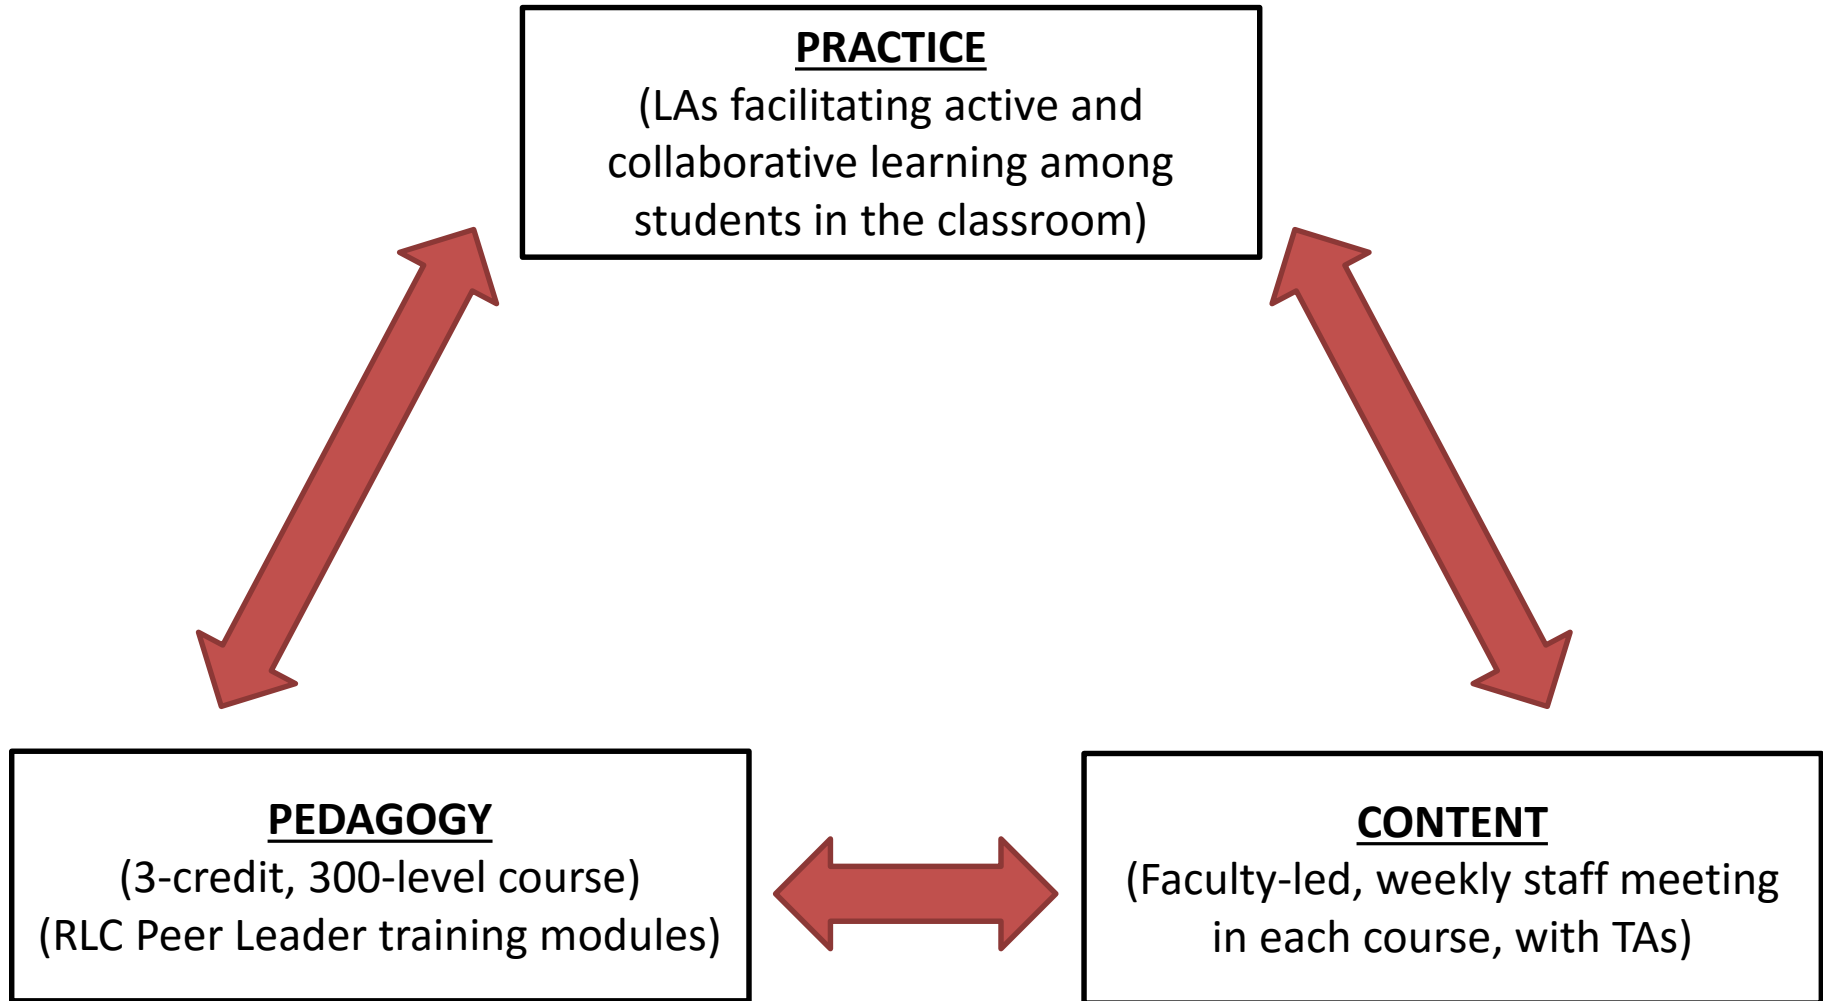 PRACTICE
(LAs facilitating active and
collaborative learning among
students in the classroom)
PEDAGOGY
(3-credit, 300-level course)
(RLC Peer Leader training modules)
CONTENT
(Faculty-led, weekly staff meeting
in each course, with TAs)